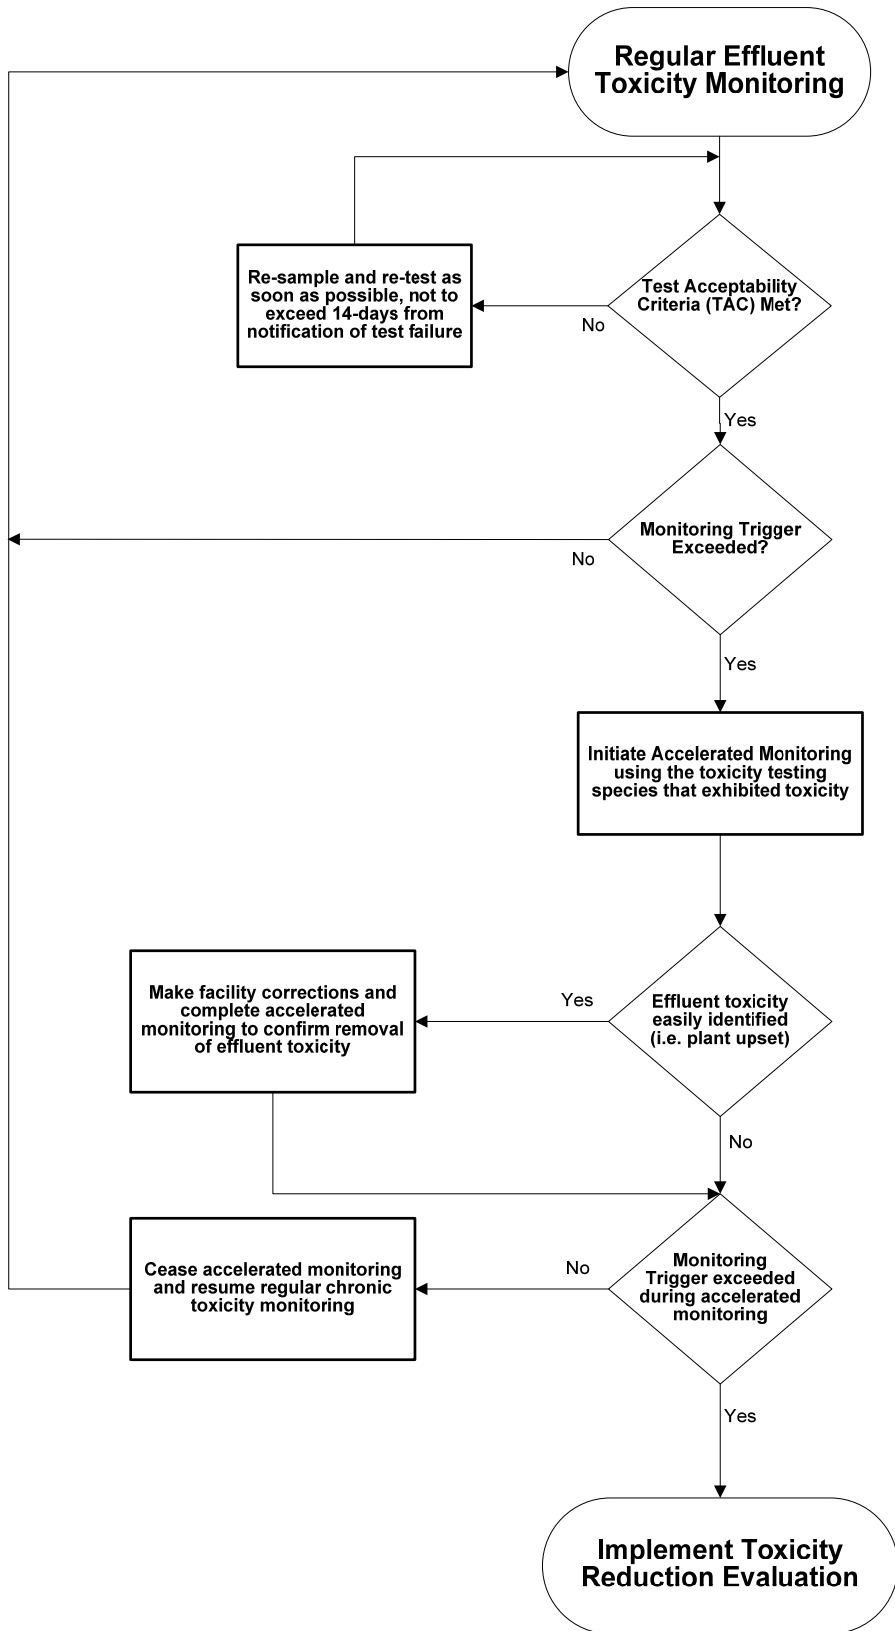 Regular Effluent
Toxicity Monitoring
Re-sample and re-test as
soon as possible, not to
exceed 14-days from
notification of test failure
Test Acceptability
Criteria (TAC) Met?
No
Yes
Monitoring Trigger
Exceeded?
No
Yes
Initiate Accelerated Monitoring
using the toxicity testing
species that exhibited toxicity
Make facility corrections and
complete accelerated
monitoring to confirm removal
of effluent toxicity
Yes
Effluent toxicity
easily identified
(i.e. plant upset)
No
Cease accelerated monitoring
and resume regular chronic
toxicity monitoring
No
Monitoring
Trigger exceeded
during accelerated
monitoring
Yes
Implement Toxicity
Reduction Evaluation